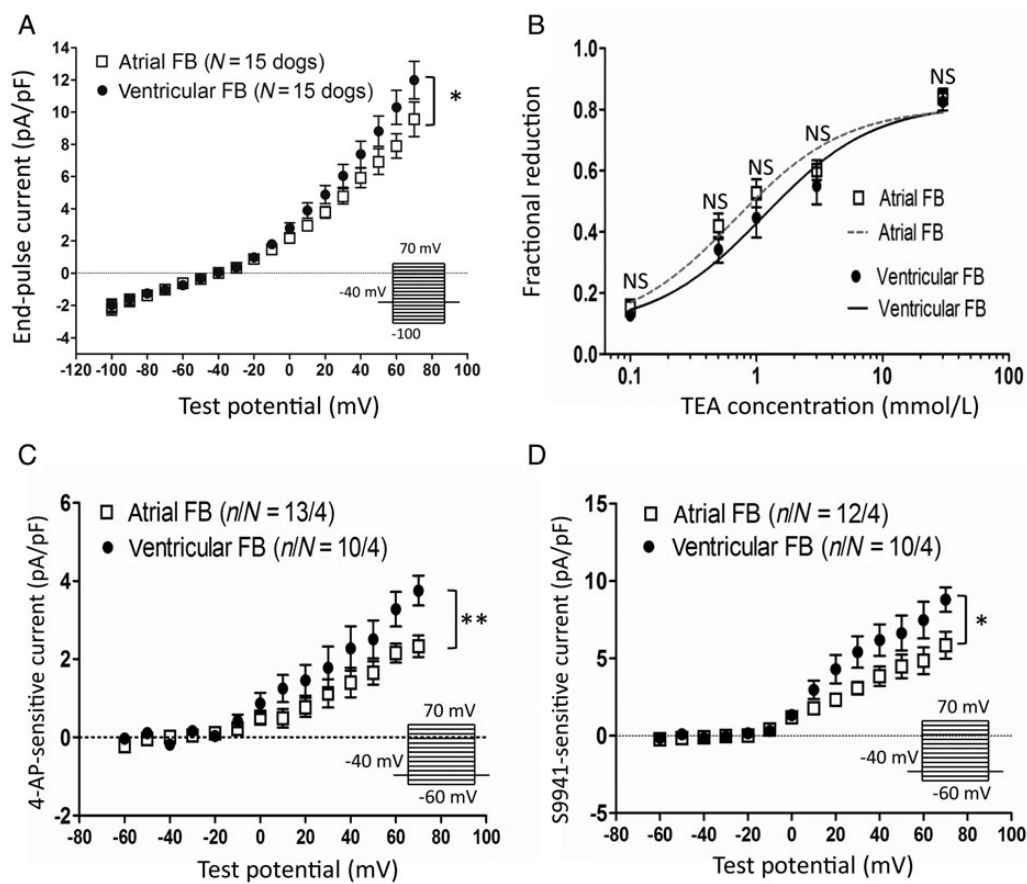 A
End-pulse current (pA/pF)
14
12
10
8
6
4
2
0
-2
-4
Atrial FB (N = 15 dogs)
Ventricular FB (N = 15 dogs)
*
70 mV
-40 mV
-100
-120 -100 -80 -60 -40 -20 0 20 40 60 80 100
Test potential (mV)
B
Fractional reduction
1.0
0.8
0.6
0.4
0.2
0.0
NS
NS
NS
NS
NS
Atrial FB
Atrial FB
Ventricular FB
Ventricular FB
0.1 1 10 100
TEA concentration (mmol/L)
C
4-AP-sensitive current (pA/pF)
6
4
2
0
-2
Atrial FB (n/N = 13/4)
Ventricular FB (n/N = 10/4)
**
70 mV
-40 mV
-60 mV
-80 -60 -40 -20 0 20 40 60 80 100
Test potential (mV)
D
S9941-sensitive current (pA/pF)
15
10
5
0
-5
Atrial FB (n/N = 12/4)
Ventricular FB (n/N = 10/4)
*
70 mV
-40 mV
-60 mV
-80 -60 -40 -20 0 20 40 60 80 100
Test potential (mV)